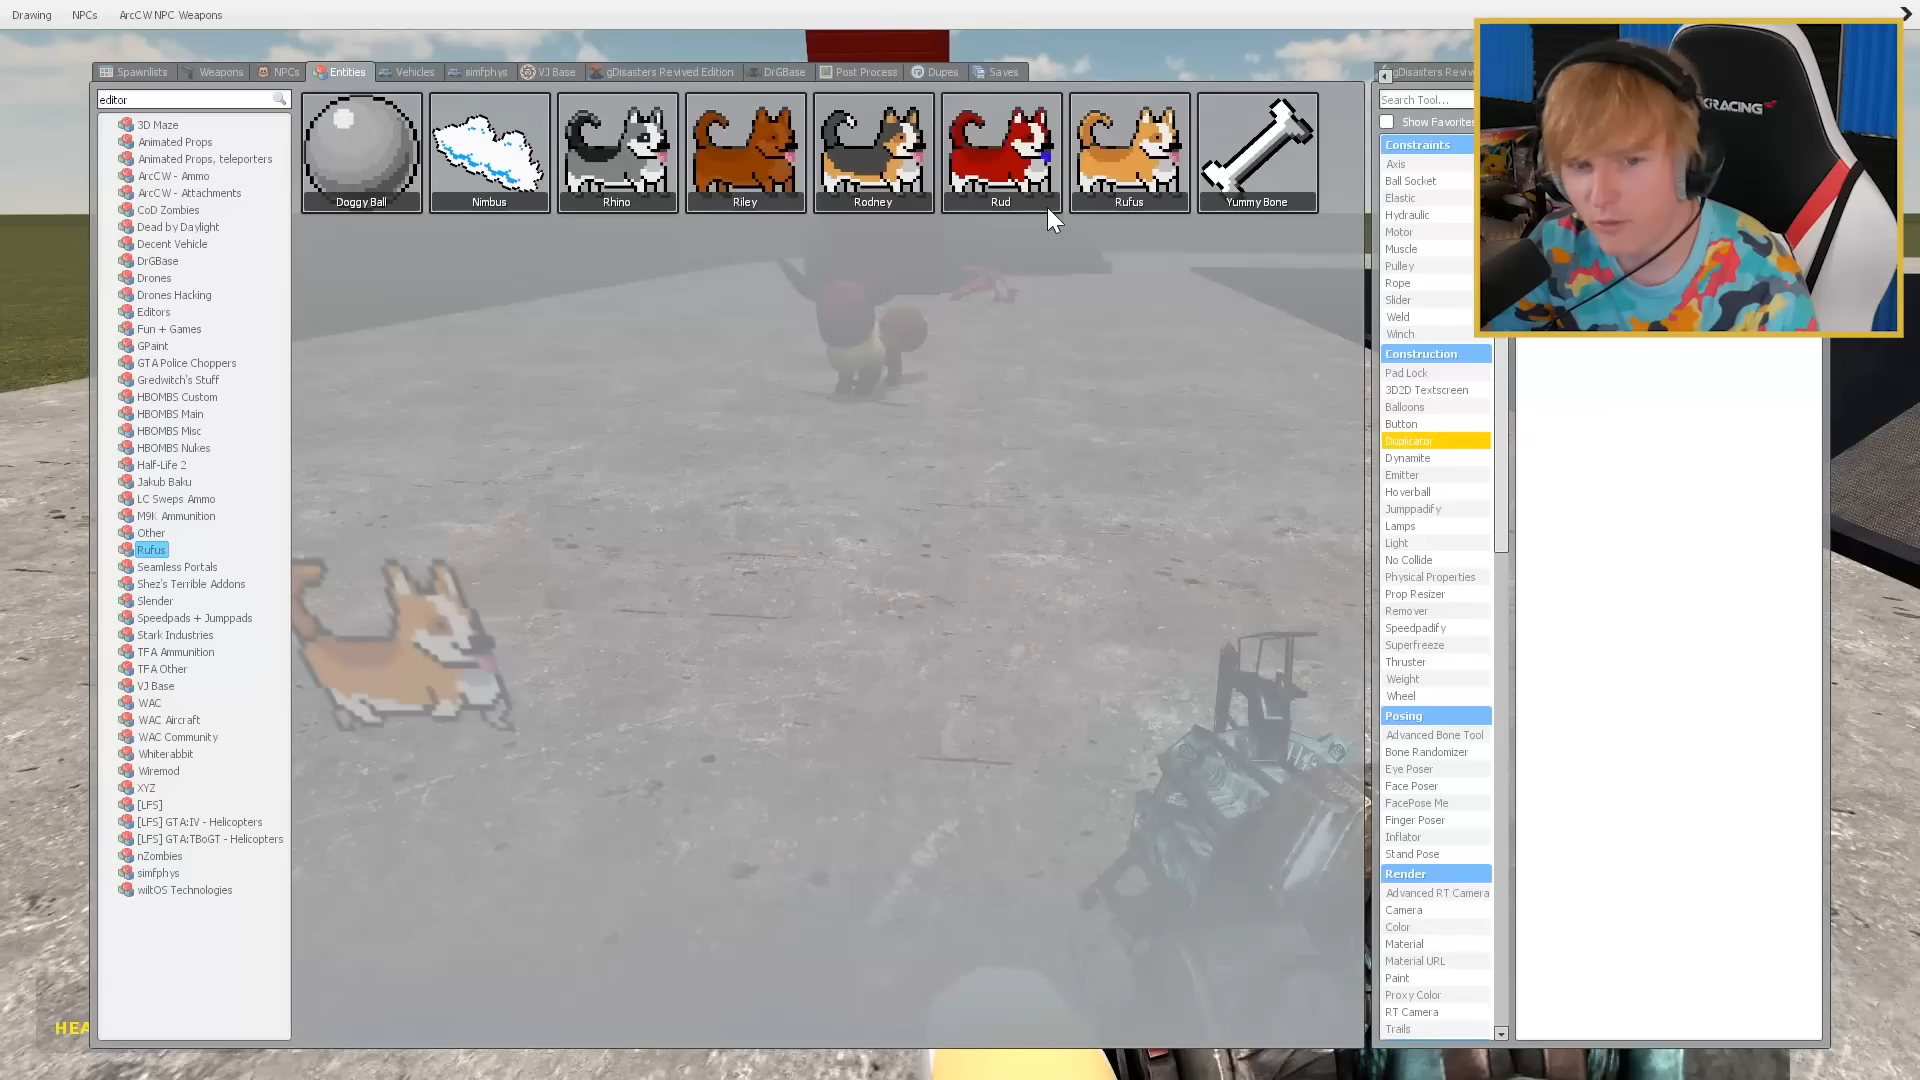 Drawing NPCs ArcCW NPC Weapons
Spawnlists Weapons NPCs Entities Vehicles simfphys VJ Base gDisasters Revived Edition DrGBase Post Process Dupes Saves
editor
3D Maze
Animated Props
Animated Props, teleporters
ArcCW - Ammo
ArcCW - Attachments
CoD Zombies
Dead by Daylight
Decent Vehicle
DrGBase
Drones
Drones Hacking
Editors
Fun + Games
GPaint
GTA Police Choppers
Gredwitch's Stuff
HBOMBS Custom
HBOMBS Main
HBOMBS Misc
HBOMBS Nukes
Half-Life 2
Jakub Baku
LC Sweps Ammo
M9K Ammunition
Other
Rufus
Seamless Portals
Shez's Terrible Addons
Slender
Speedpads + Jumppads
Stark Industries
TFA Ammunition
TFA Other
VJ Base
WAC
WAC Aircraft
WAC Community
Whiterabbit
Wiremod
XYZ
[LFS]
[LFS] GTA:IV - Helicopters
[LFS] GTA:TBoGT - Helicopters
nZombies
simfphys
wiltOS Technologies
Doggy Ball Nimbus Rhino Riley Rodney Rud Rufus Yummy Bone
HEA
gDisasters Reviv
Search Tool...
Show Favorites
Constraints
Axis
Ball Socket
Elastic
Hydraulic
Motor
Muscle
Pulley
Rope
Slider
Weld
Winch
Construction
Pad Lock
3D2D Textscreen
Balloons
Button
Duplicator
Dynamite
Emitter
Hoverball
Jumppadify
Lamps
Light
No Collide
Physical Properties
Prop Resizer
Remover
Speedpadify
Superfreeze
Thruster
Weight
Wheel
Posing
Advanced Bone Tool
Bone Randomizer
Eye Poser
Face Poser
FacePose Me
Finger Poser
Inflator
Stand Pose
Render
Advanced RT Camera
Camera
Color
Material
Material URL
Paint
Proxy Color
RT Camera
Trails
RACING